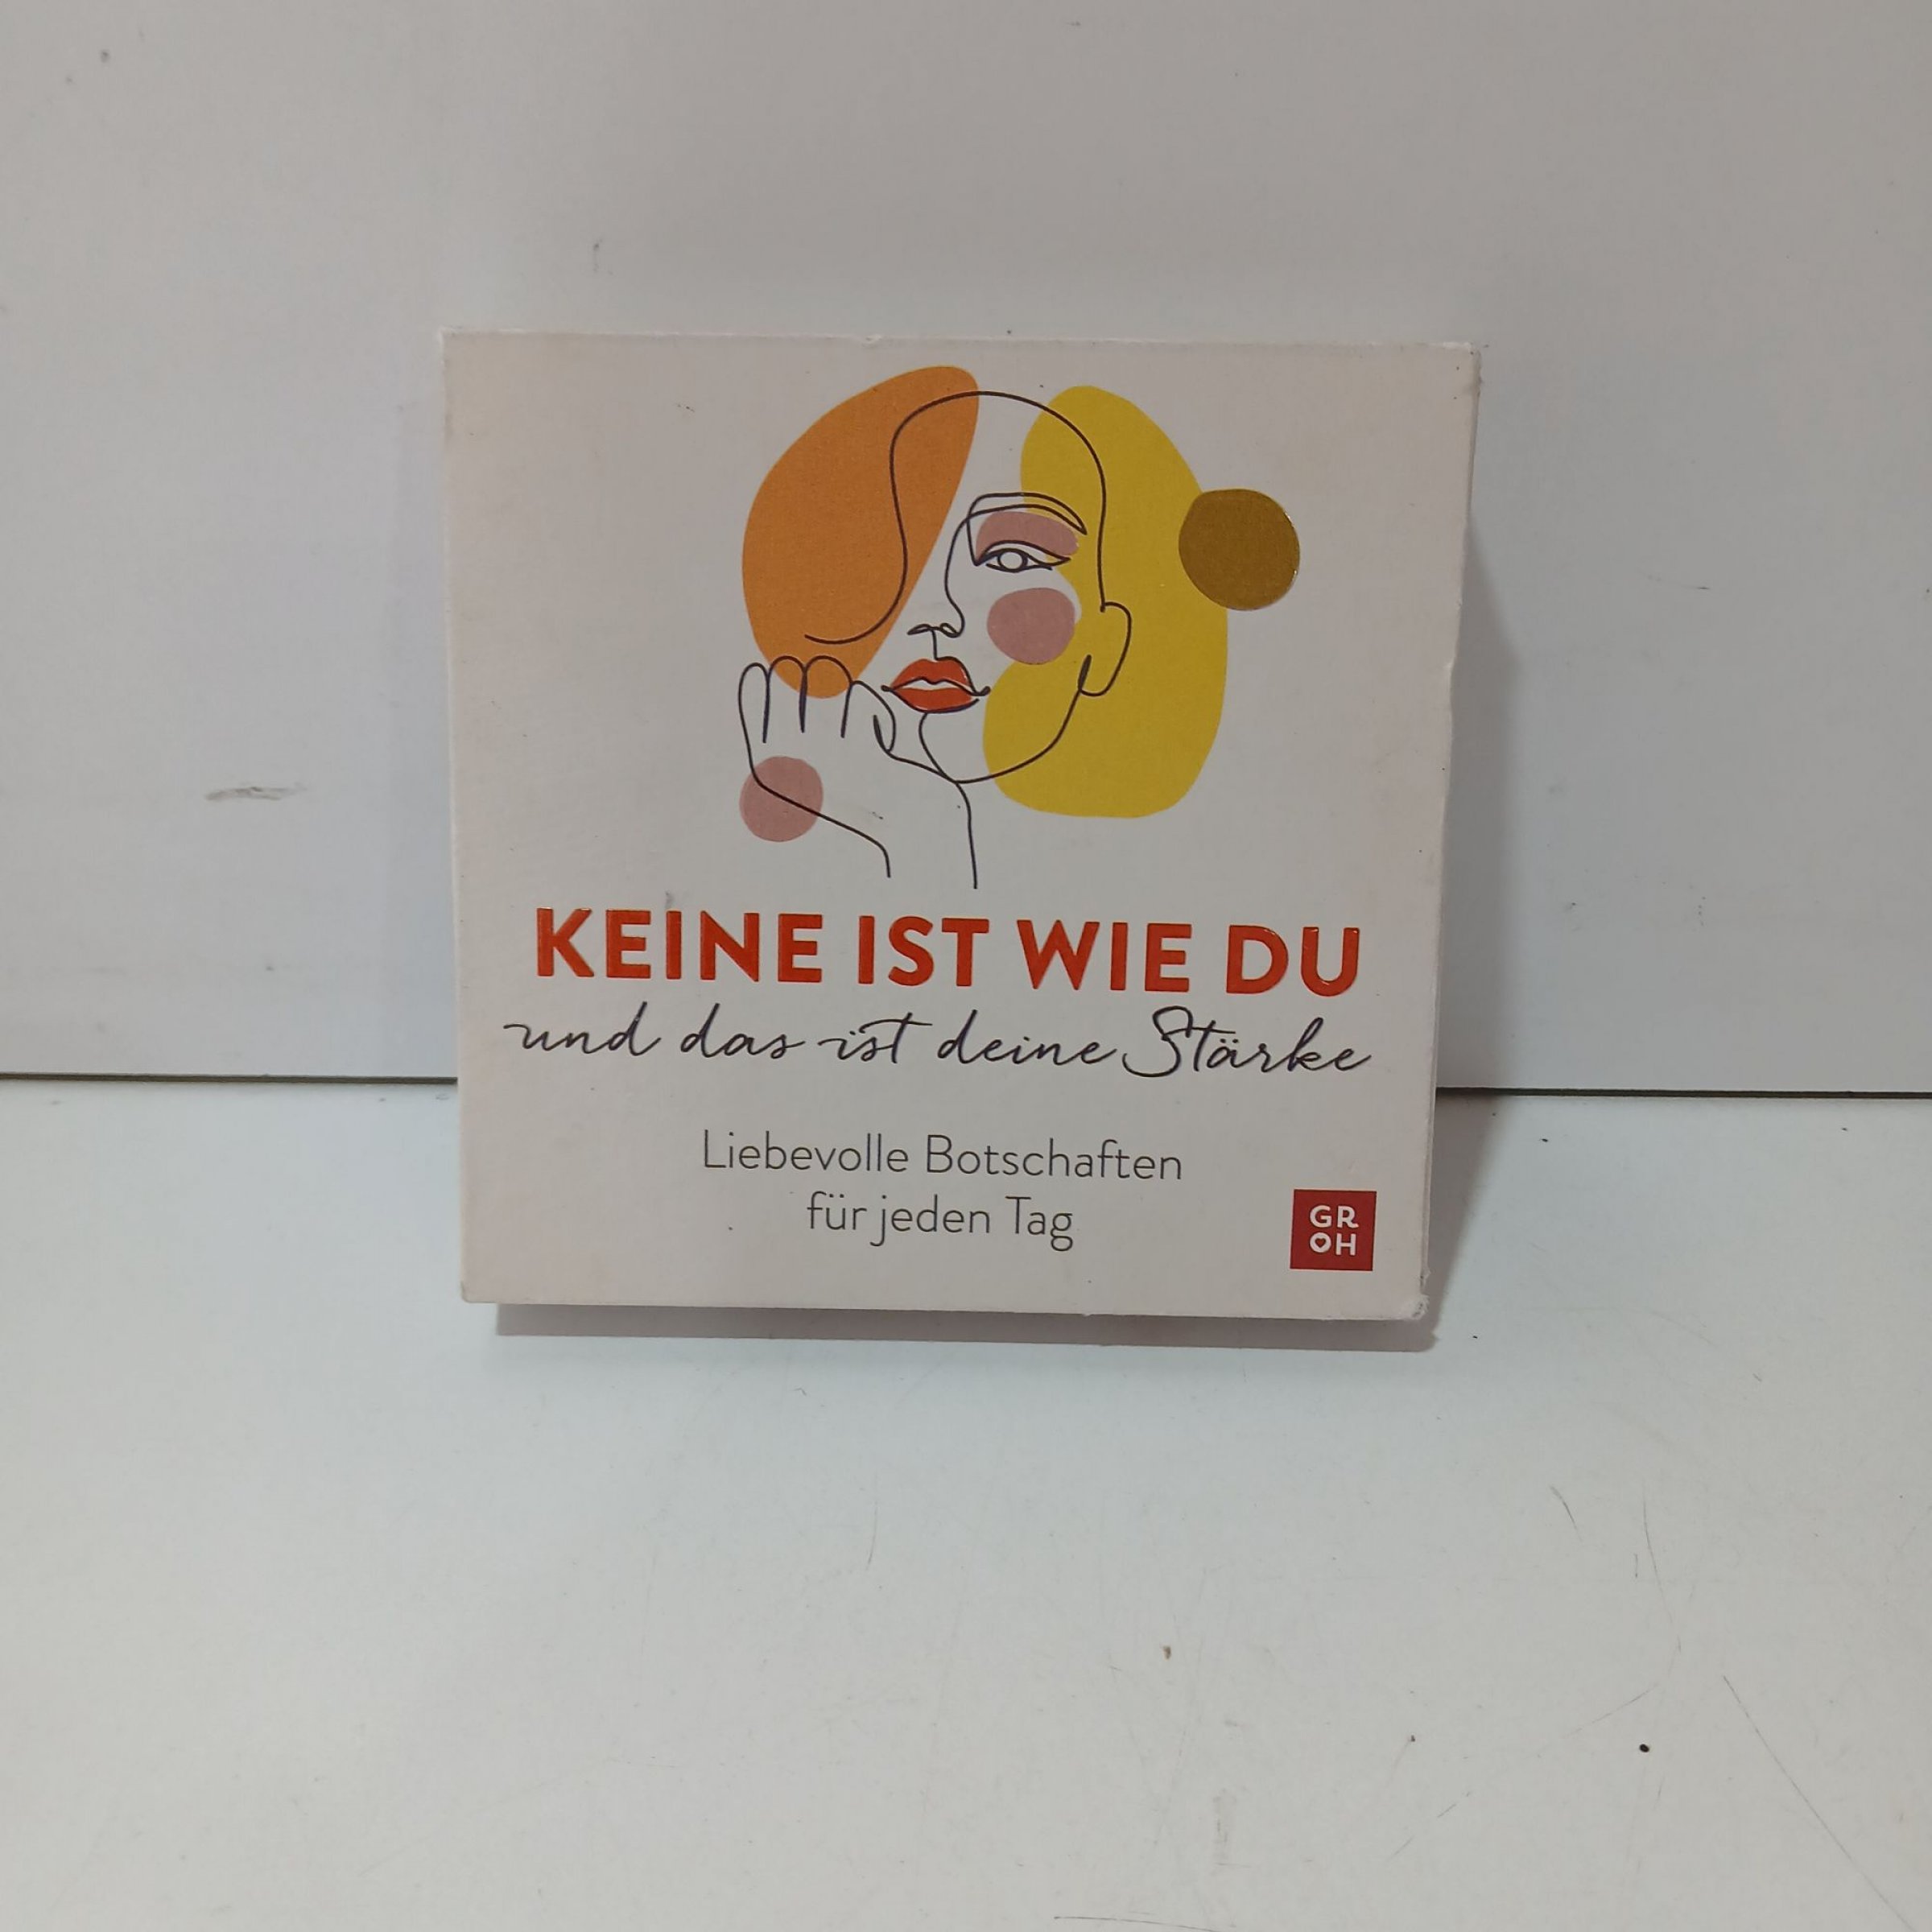 KEINE IST WIE DU
und das ist deine Stärke
Liebevolle Botschaften
für jeden Tag
GR
OH